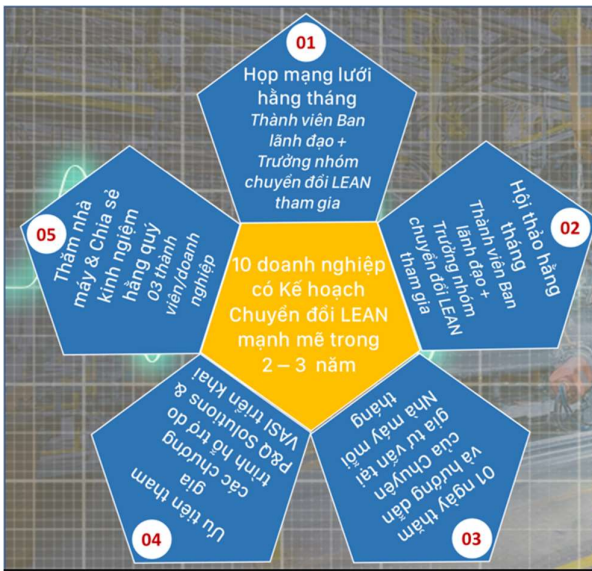 01
Họp mạng lưới
hằng tháng
Thành viên Ban
lãnh đạo +
Trưởng nhóm
chuyển đổi LEAN
tham gia
02
Hội thảo hằng
tháng
Thành viên Ban
lãnh đạo +
Trưởng nhóm
chuyển đổi LEAN
tham gia
03
01 ngày thăm
và hướng dẫn
của Chuyên
gia tư vấn tại
Nhà máy mỗi
tháng
04
Ưu tiên tham
gia
các chương
trình hỗ trợ do
P&Q Solutions &
VASI triển khai
05
Thăm nhà
máy & Chia sẻ
kinh ngiệm
hằng quý
03 thành
viên/doanh
nghiệp
10 doanh nghiệp
có Kế hoạch
Chuyển đổi LEAN
mạnh mẽ trong
2 – 3 năm